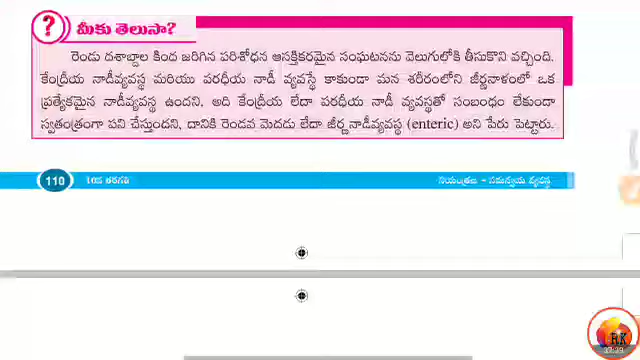 ? మీకు తెలుసా?
రెండు దశాబ్దాల కింద జరిగిన పరిశోధన ఆసక్తికరమైన సంఘటనను వెలుగులోకి తీసుకొని వచ్చింది.
కేంద్రీయ నాడీవ్యవస్థ మరియు పరధీయ నాడీ వ్యవస్థే కాకుండా మన శరీరంలోని జీర్ణనాళంలో ఒక
ప్రత్యేకమైన నాడీవ్యవస్థ ఉందని. అది కేంద్రీయ లేదా పరధీయ నాడీ వ్యవస్థతో సంబంధం లేకుండా
స్వతంత్రంగా పని చేస్తుందని, దానికి రెండవ మెదడు లేదా జీర్ణనాడీవ్యవస్థ (enteric) అని పేరు పెట్టారు.
110 10వ తరగతి నియంత్రణ - సమన్వయ వ్యవస్థ
RK